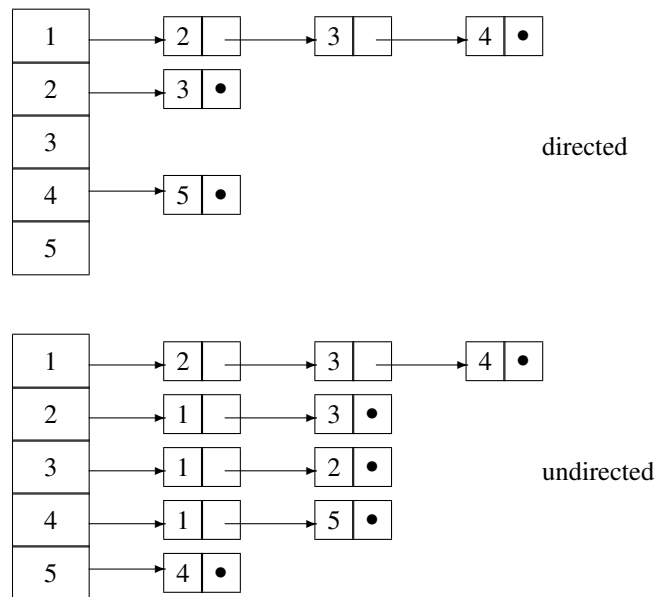 1 2 3 4 •
2 3 •
3
directed
4 5 •
5
1 2 3 4 •
2 1 3 •
3 1 2 •
undirected
4 1 5 •
5 4 •